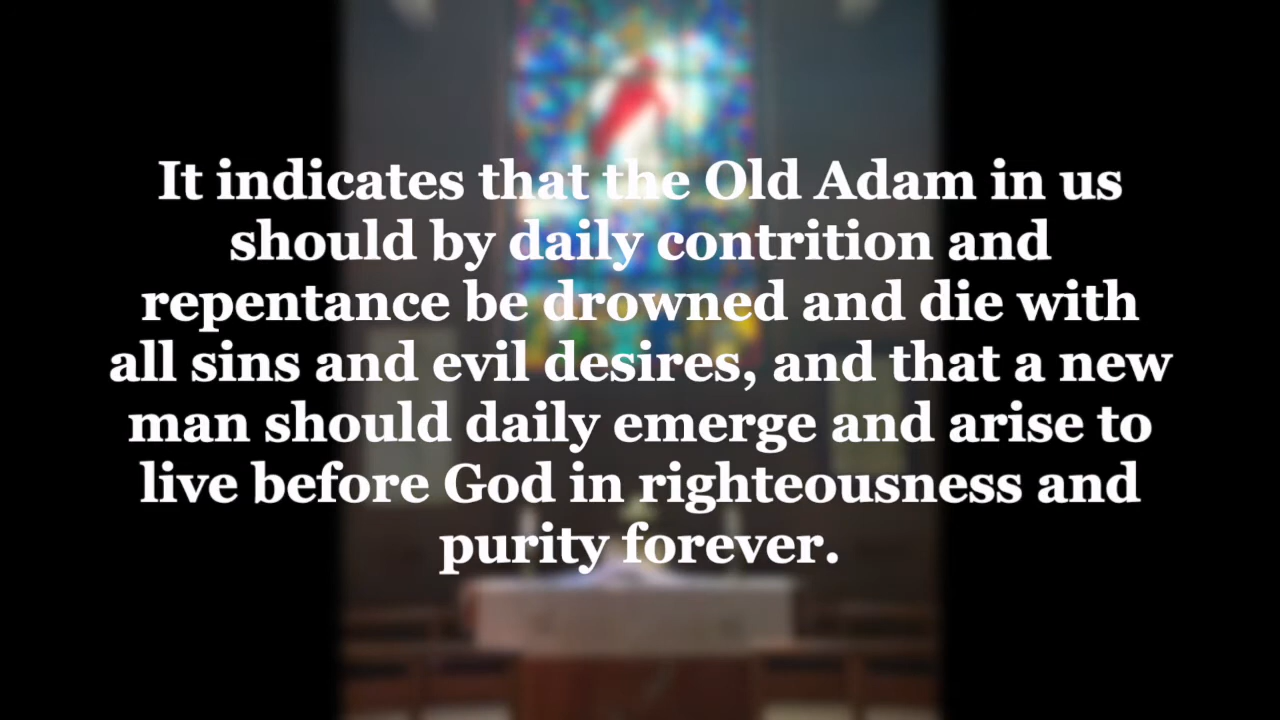 It indicates that the Old Adam in us
should by daily contrition and
repentance be drowned and die with
all sins and evil desires, and that a new
man should daily emerge and arise to
live before God in righteousness and
purity forever.